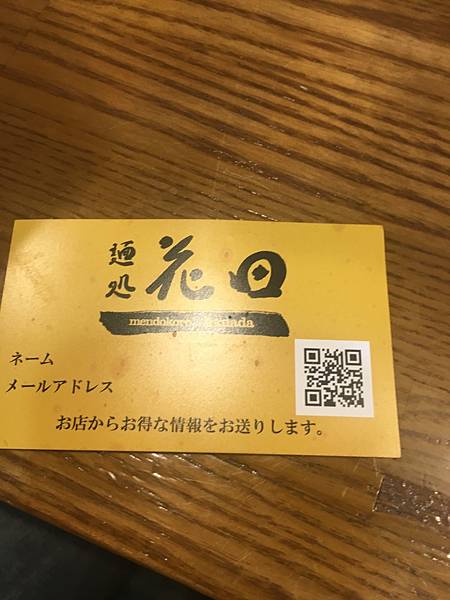 麺処 花田
mendokoro hanada
ネーム
メールアドレス
お店からお得な情報をお送りします。